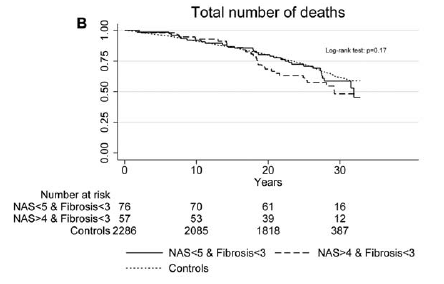 Total number of deaths
B
1.00
Log-rank test: p=0.17
0.75
0.50
0.25
0.00
0 10 20 30
Years
Number at risk
NAS<5 & Fibrosis<3 76 70 61 16
NAS>4 & Fibrosis<3 57 53 39 12
Controls 2286 2085 1818 387
NAS<5 & Fibrosis<3 NAS>4 & Fibrosis<3
Controls